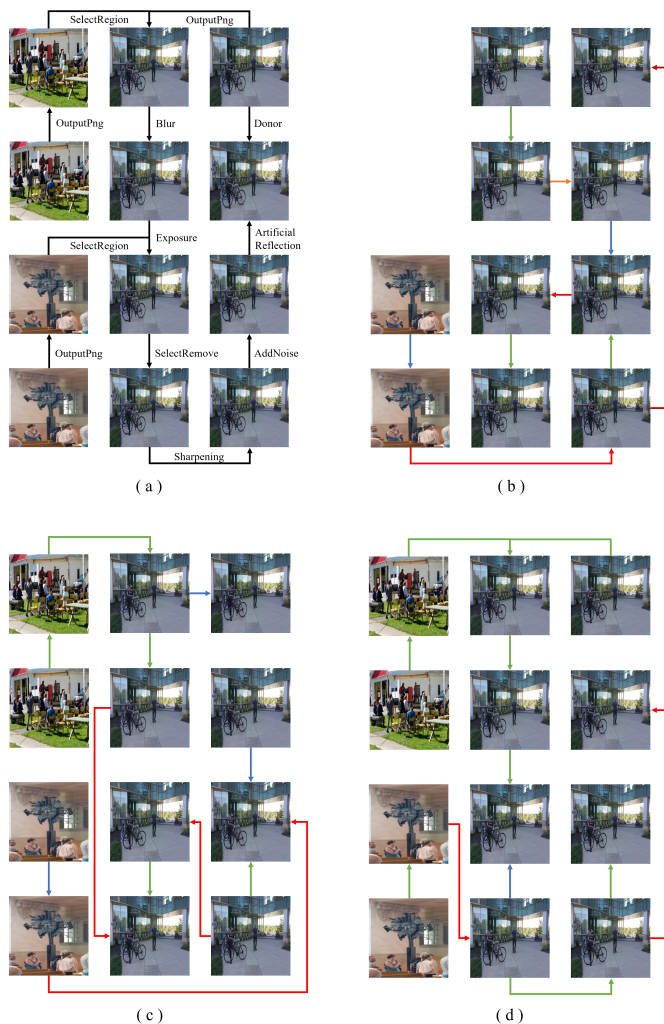 SelectRegion
OutputPng
OutputPng
Blur
Donor
SelectRegion
Exposure
Artificial
Reflection
OutputPng
SelectRemove
AddNoise
Sharpening
( a )
( b )
( c )
( d )